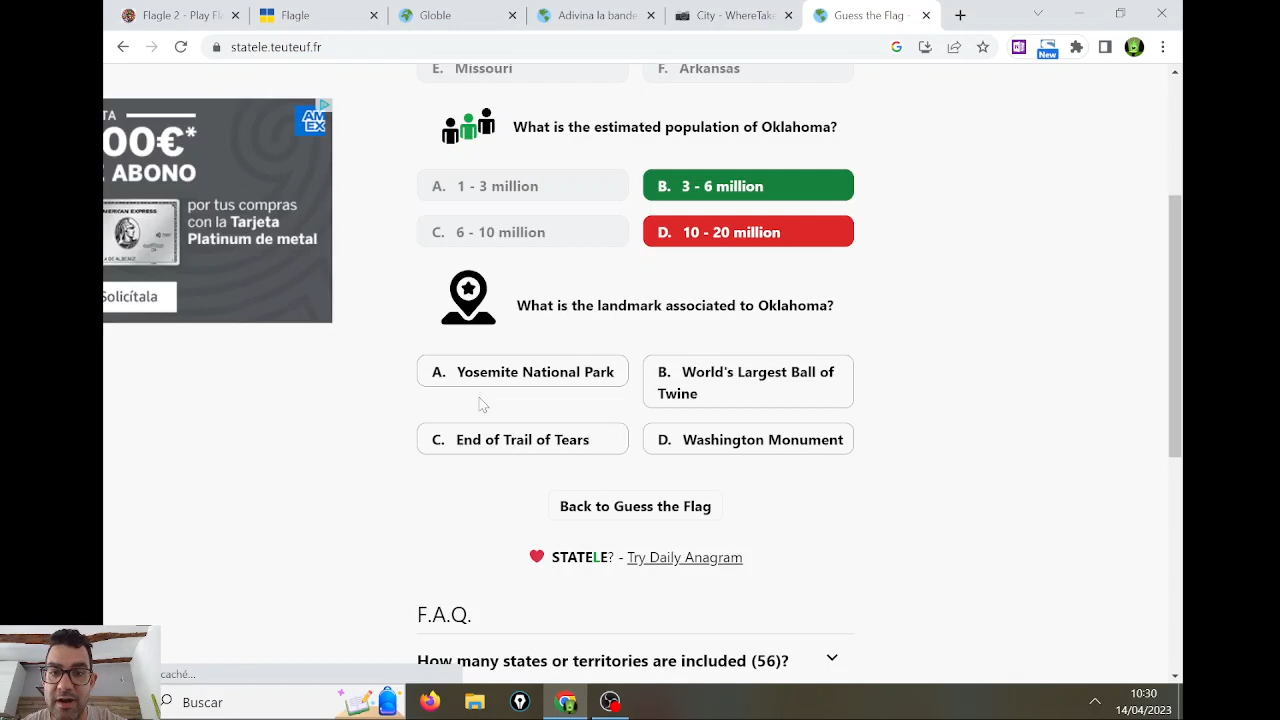 Flagle 2 - Play Fl
Flagle
Globle
Adivina la bande
City - WhereTake
Guess the Flag -
statele.teuteuf.fr
New
E. Missouri
F. Arkansas
TA
00€*
ABONO
AM
EX
AMERICAN EXPRESS
por tus compras
con la Tarjeta
Platinum de metal
Solicítala
What is the estimated population of Oklahoma?
A. 1 - 3 million
B. 3 - 6 million
C. 6 - 10 million
D. 10 - 20 million
What is the landmark associated to Oklahoma?
A. Yosemite National Park
B. World's Largest Ball of
Twine
C. End of Trail of Tears
D. Washington Monument
Back to Guess the Flag
STATELE? - Try Daily Anagram
F.A.Q.
How many states or territories are included (56)?
caché...
Buscar
10:30
14/04/2023